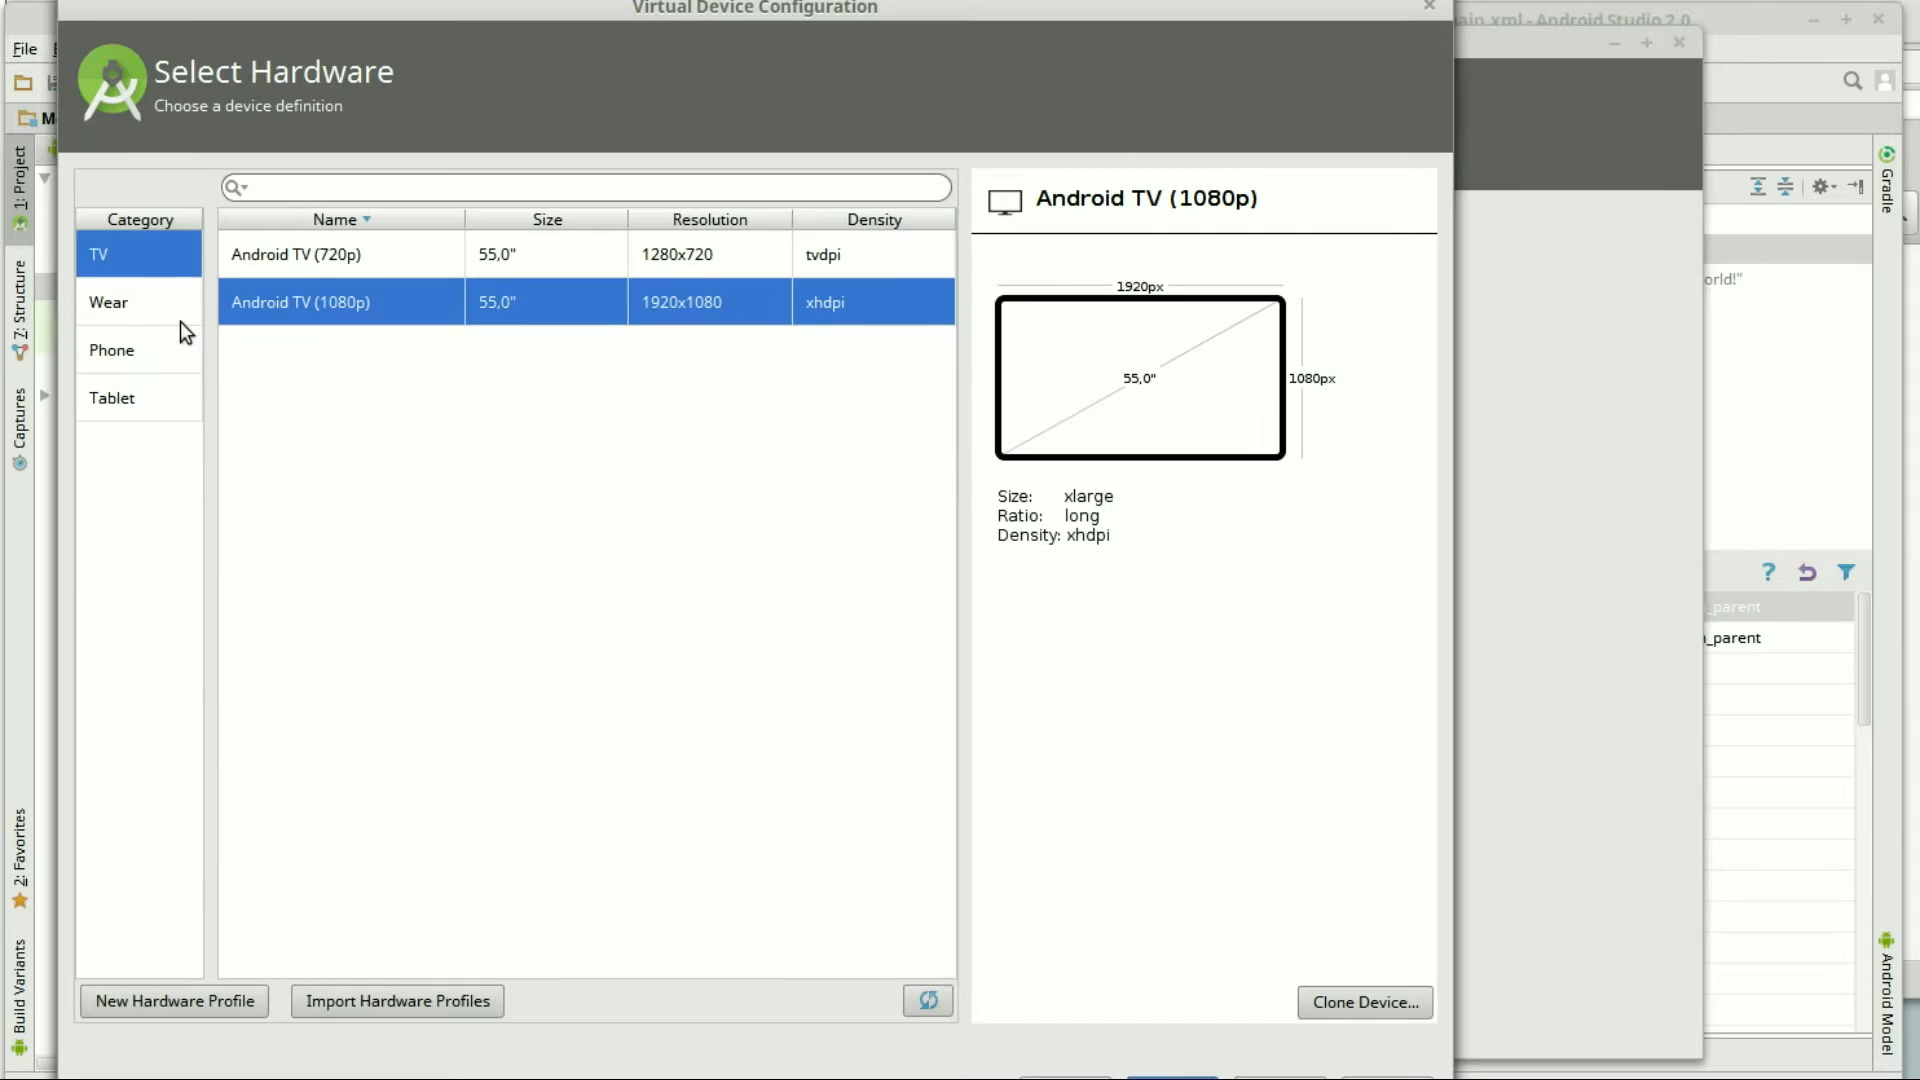 Virtual Device Configuration
ain.xml - Android Studio 2.0
File
Select Hardware
Choose a device definition
1: Project
7: Structure
Captures
2: Favorites
Build Variants
Category
TV
Wear
Phone
Tablet
Name Size Resolution Density
Android TV (720p) 55,0" 1280x720 tvdpi
Android TV (1080p) 55,0" 1920x1080 xhdpi
New Hardware Profile
Import Hardware Profiles
Android TV (1080p)
1920px
55,0"
1080px
Size: xlarge
Ratio: long
Density: xhdpi
Clone Device...
orld!"
?
_parent
_parent
Gradle
Android Model